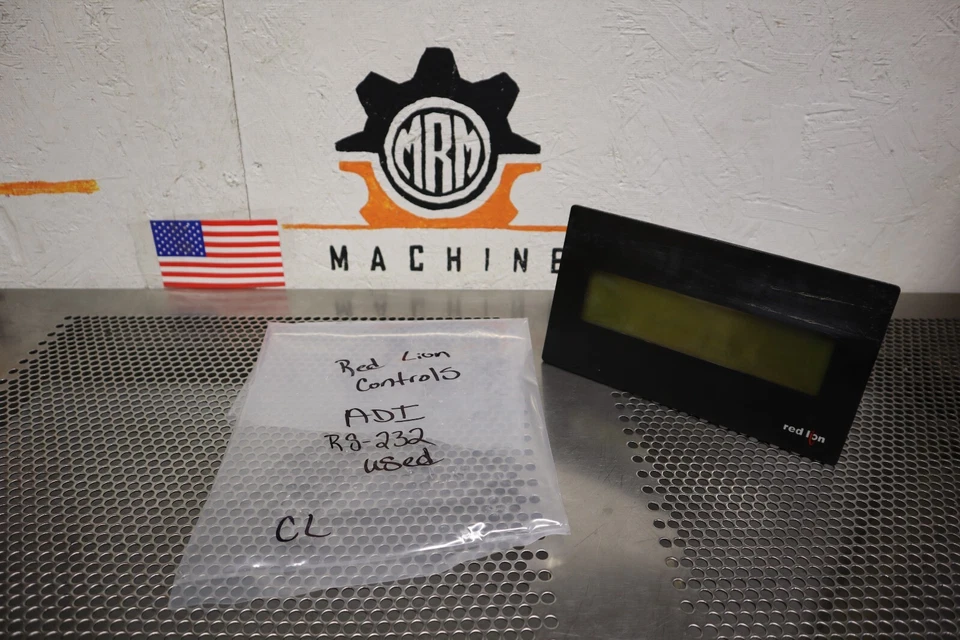 MRM
MACHINE
Red Lion
Controls
ADI
RS-232
used
CL
red lion